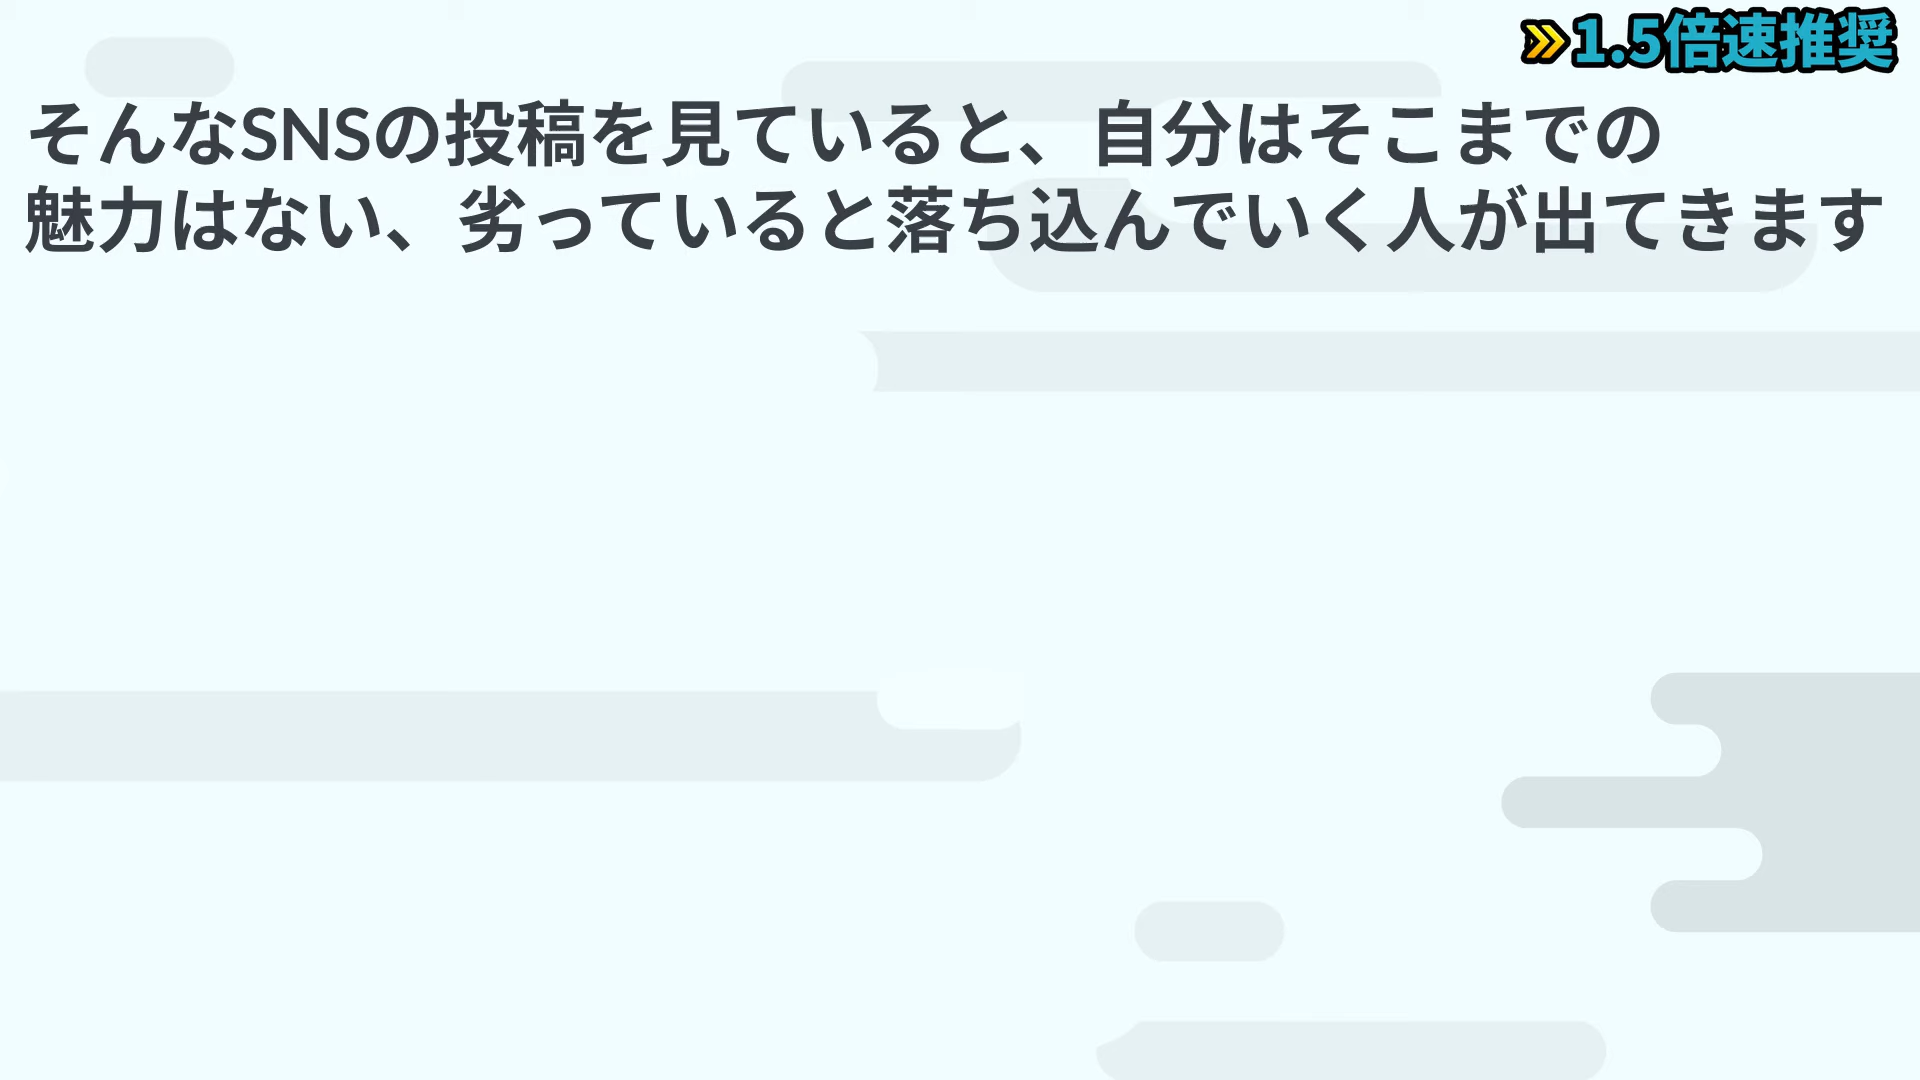 1.5倍速推奨
そんなSNSの投稿を見ていると、自分はそこまでの
魅力はない、劣っていると落ち込んでいく人が出てきます